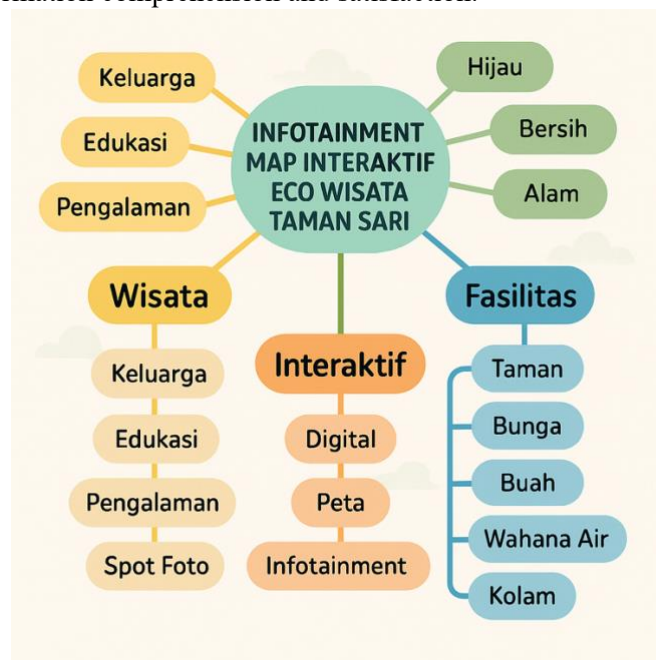 Keluarga
Edukasi
Pengalaman
INFOTAINMENT
MAP INTERAKTIF
ECO WISATA
TAMAN SARI
Hijau
Bersih
Alam
Wisata
Keluarga
Edukasi
Pengalaman
Spot Foto
Interaktif
Digital
Peta
Infotainment
Fasilitas
Taman
Bunga
Buah
Wahana Air
Kolam